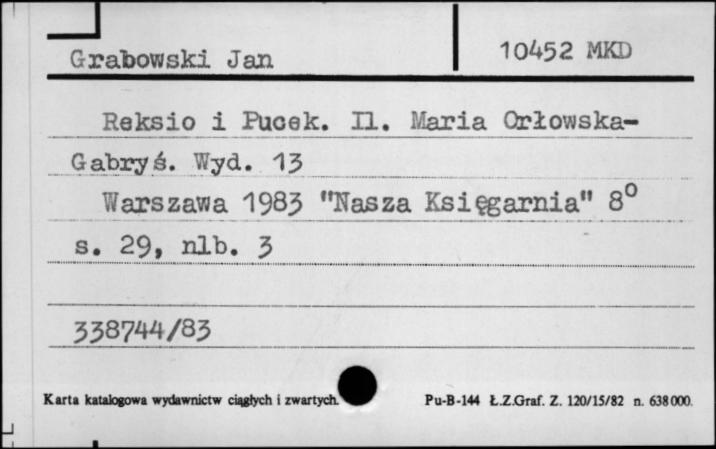 Grabowski Jan 10452 MKD
Reksio i Pucek. Il. Maria Orłowska-
Gabryś. Wyd. 13
Warszawa 1983 "Nasza Księgarnia" 8°
s. 29, nlb. 3
338744/83
Karta katalogowa wydawnictw ciągłych i zwartych. Pu-B-144 Ł.Z.Graf. Z. 120/15/82 n. 638000.